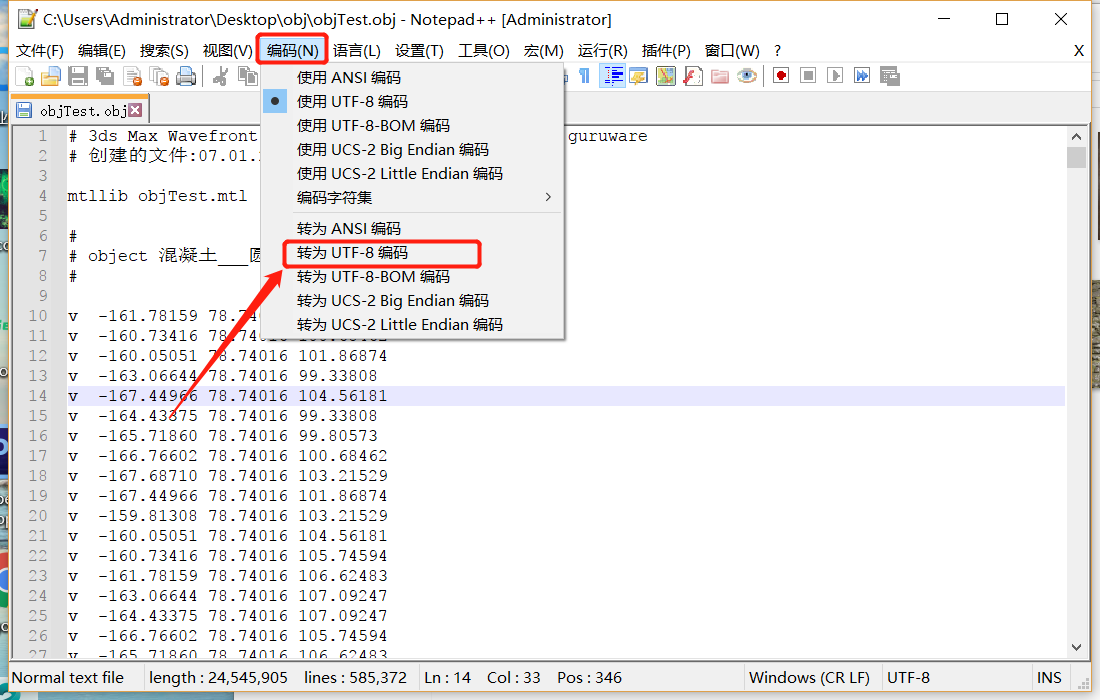 C:\Users\Administrator\Desktop\obj\objTest.obj - Notepad++ [Administrator]
文件(F) 编辑(E) 搜索(S) 视图(V) 编码(N) 语言(L) 设置(T) 工具(O) 宏(M) 运行(R) 插件(P) 窗口(W) ? X
使用 ANSI 编码
使用 UTF-8 编码
使用 UTF-8-BOM 编码
使用 UCS-2 Big Endian 编码
使用 UCS-2 Little Endian 编码
编码字符集
转为 ANSI 编码
转为 UTF-8 编码
转为 UTF-8-BOM 编码
转为 UCS-2 Big Endian 编码
转为 UCS-2 Little Endian 编码
objTest.obj
1 # 3ds Max Wavefront guruware
2 # 创建的文件:07.01.
3
4 mtllib objTest.mtl
5
6 #
7 # object 混凝土___
8 #
9
10 v -161.78159 78.74016
11 v -160.73416 78.74016
12 v -160.05051 78.74016 101.86874
13 v -163.06644 78.74016 99.33808
14 v -167.44966 78.74016 104.56181
15 v -164.43375 78.74016 99.33808
16 v -165.71860 78.74016 99.80573
17 v -166.76602 78.74016 100.68462
18 v -167.68710 78.74016 103.21529
19 v -167.44966 78.74016 101.86874
20 v -159.81308 78.74016 103.21529
21 v -160.05051 78.74016 104.56181
22 v -160.73416 78.74016 105.74594
23 v -161.78159 78.74016 106.62483
24 v -163.06644 78.74016 107.09247
25 v -164.43375 78.74016 107.09247
26 v -166.76602 78.74016 105.74594
27 v -165.71860 78.74016 106.62483
Normal text file length : 24,545,905 lines : 585,372 Ln : 14 Col : 33 Pos : 346 Windows (CR LF) UTF-8 INS